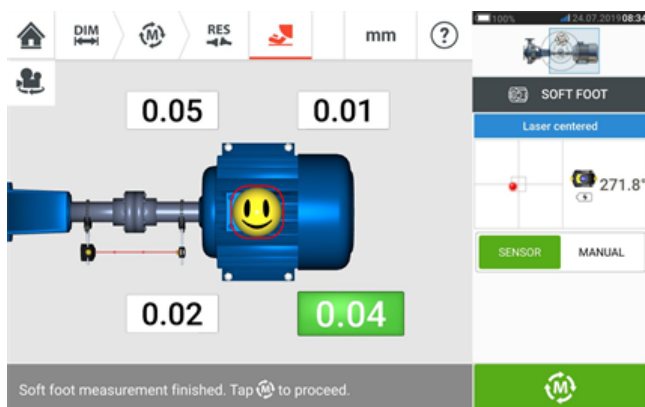 100% 24.07.2019 08:34
DIM M RES mm ?
SOFT FOOT
Laser centered
0.05 0.01
271.8°
SENSOR MANUAL
0.02 0.04
Soft foot measurement finished. Tap M to proceed.
M